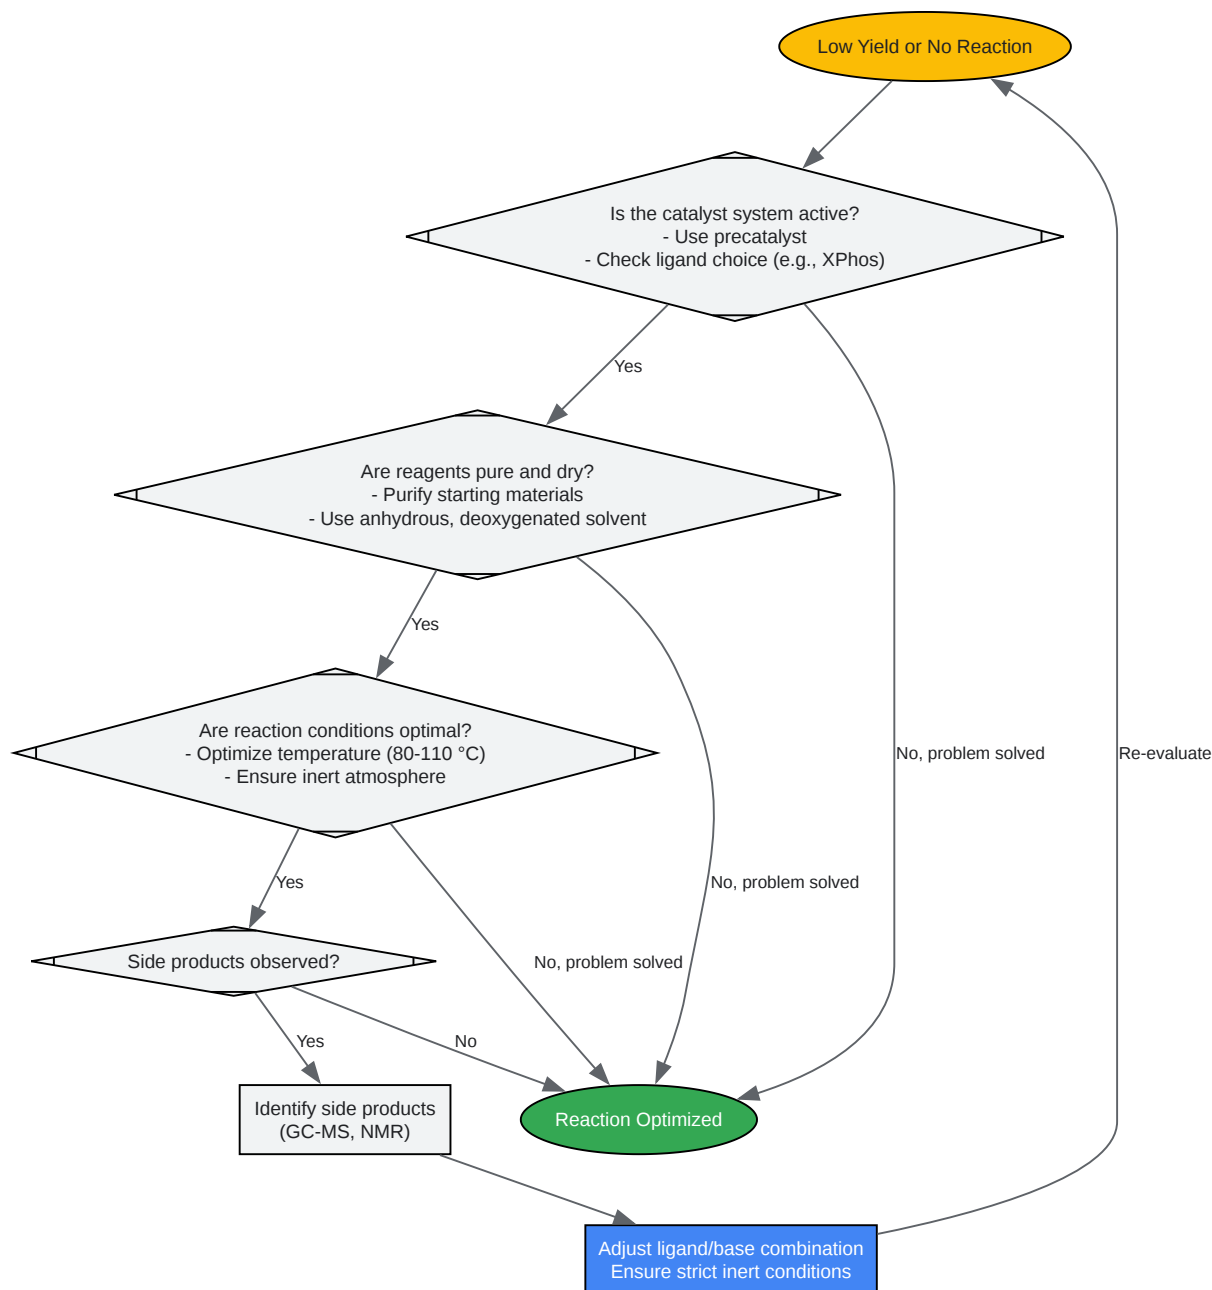 Low Yield or No Reaction
Is the catalyst system active?
- Use precatalyst
- Check ligand choice (e.g., XPhos)
Yes
Are reagents pure and dry?
- Purify starting materials
- Use anhydrous, deoxygenated solvent
Yes
Are reaction conditions optimal?
- Optimize temperature (80-110 °C)
- Ensure inert atmosphere
No, problem solved
Re-evaluate
Yes
No, problem solved
Side products observed?
No, problem solved
Yes
No
Identify side products
(GC-MS, NMR)
Reaction Optimized
Adjust ligand/base combination
Ensure strict inert conditions